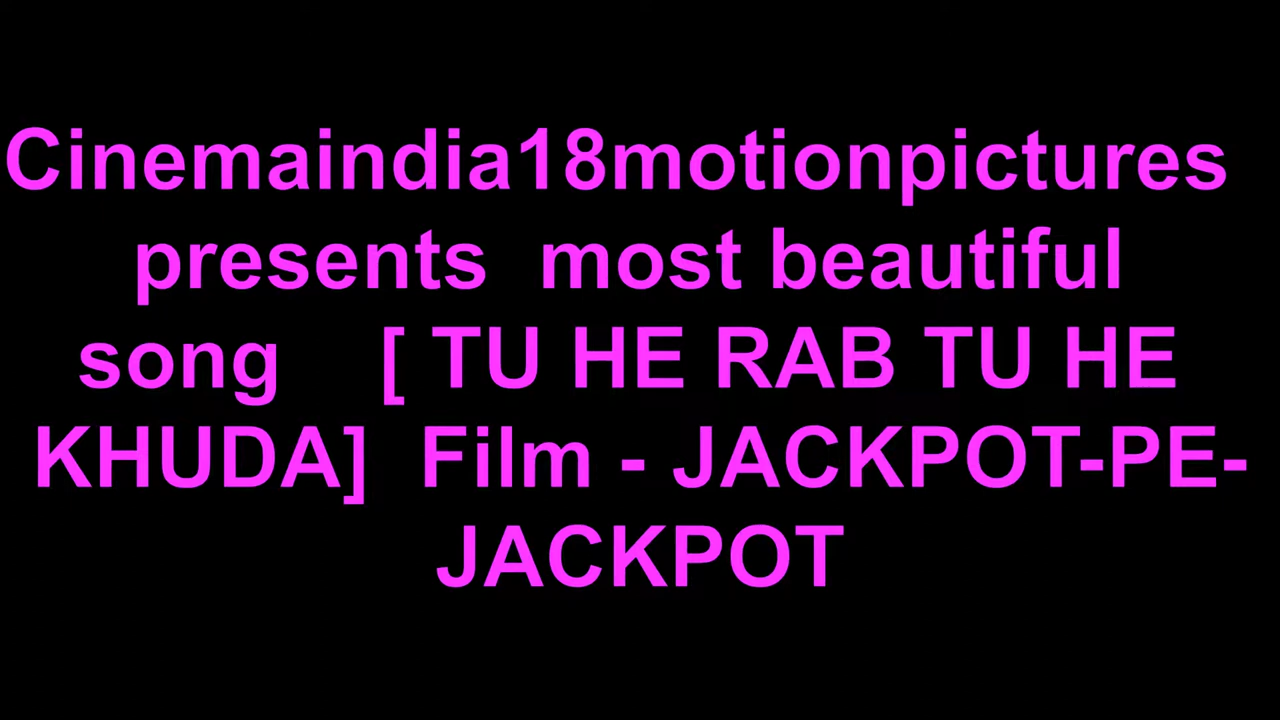 Cinemaindia18motionpictures
presents  most beautiful
song    [ TU HE RAB TU HE
KHUDA]  Film - JACKPOT-PE-
JACKPOT